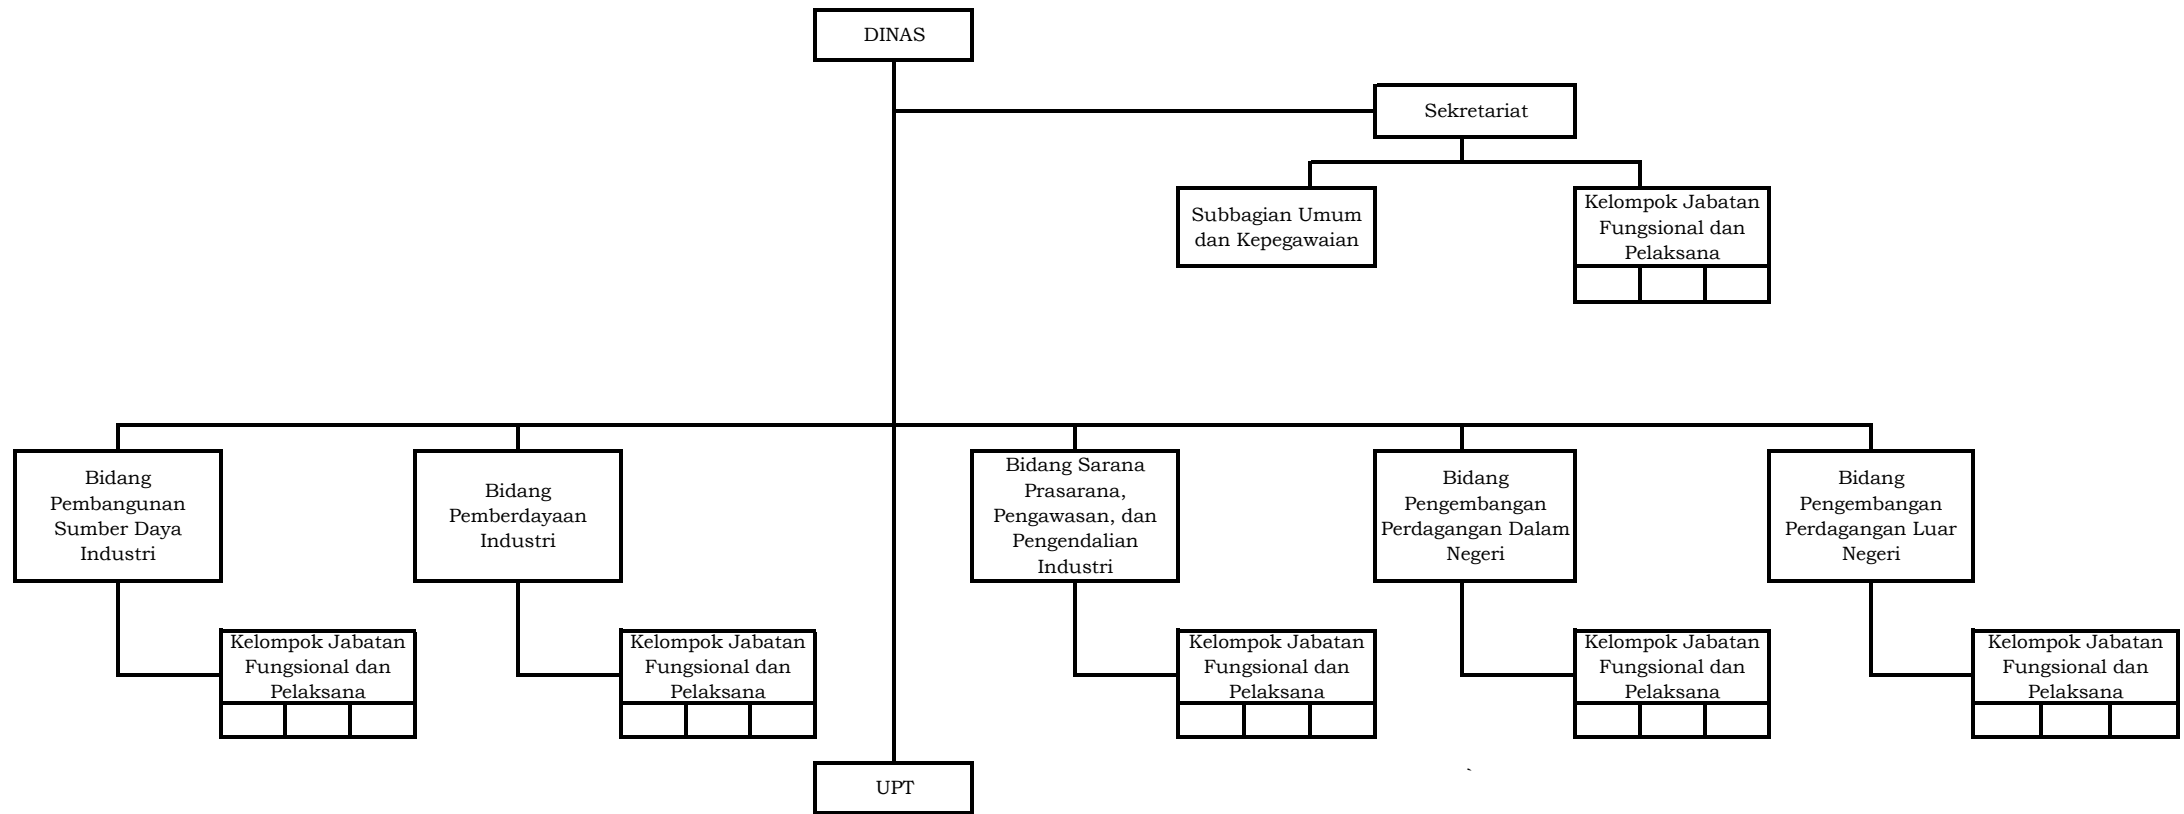 DINAS
Sekretariat
Subbagian Umum
dan Kepegawaian
Kelompok Jabatan
Fungsional dan
Pelaksana
Bidang
Pembangunan
Sumber Daya
Industri
Bidang
Pemberdayaan
Industri
Bidang Sarana
Prasarana,
Pengawasan, dan
Pengendalian
Industri
Bidang
Pengembangan
Perdagangan Dalam
Negeri
Bidang
Pengembangan
Perdagangan Luar
Negeri
Kelompok Jabatan
Fungsional dan
Pelaksana
Kelompok Jabatan
Fungsional dan
Pelaksana
Kelompok Jabatan
Fungsional dan
Pelaksana
Kelompok Jabatan
Fungsional dan
Pelaksana
Kelompok Jabatan
Fungsional dan
Pelaksana
UPT
`